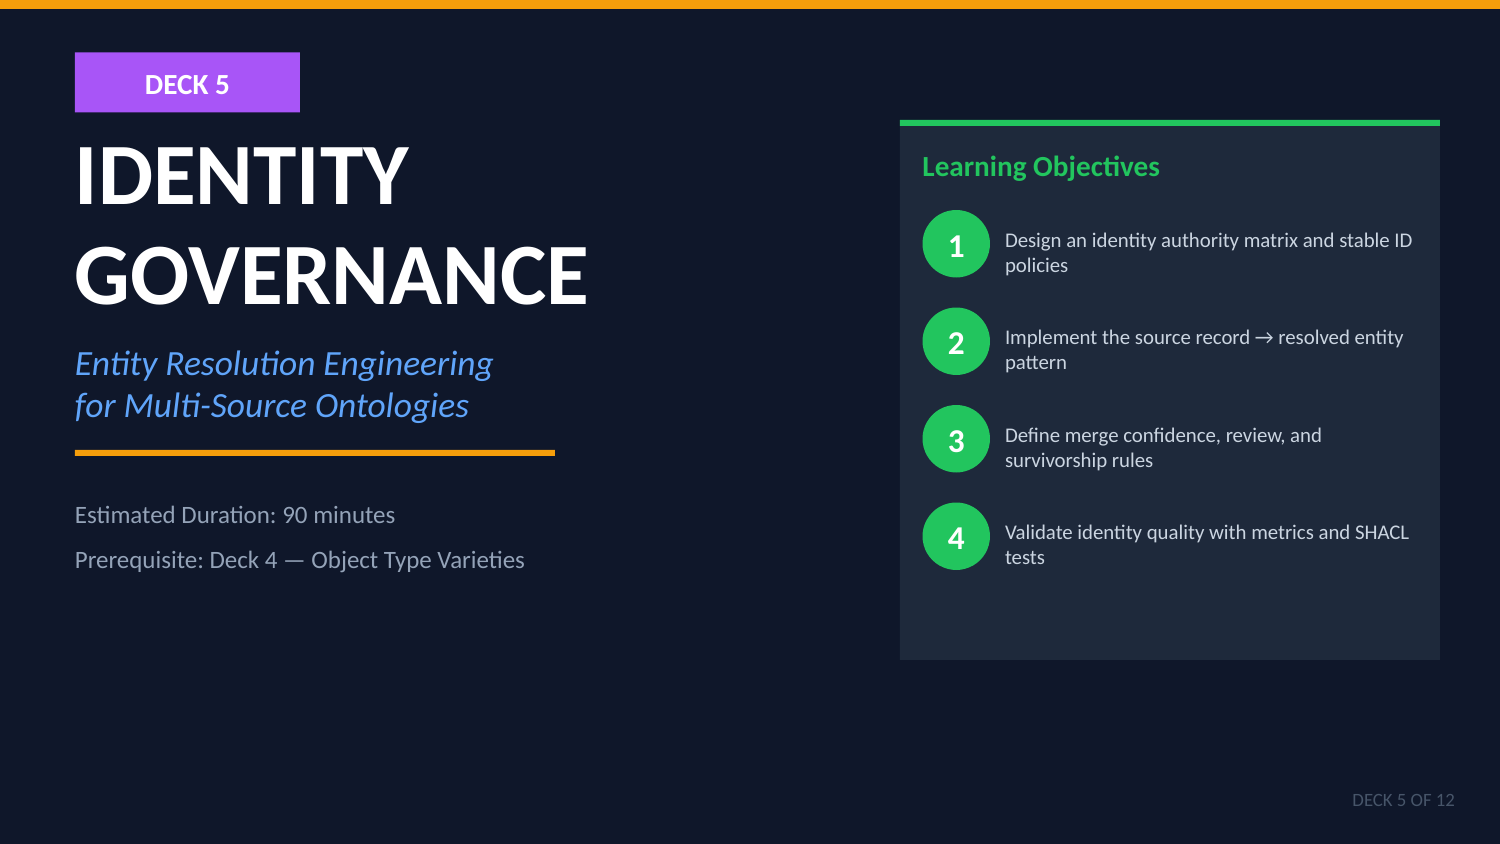 DECK 5
IDENTITY
GOVERNANCE
Entity Resolution Engineering
for Multi-Source Ontologies
Estimated Duration: 90 minutes
Prerequisite: Deck 4 — Object Type Varieties
Learning Objectives
1
Design an identity authority matrix and stable ID
policies
2
Implement the source record → resolved entity
pattern
3
Define merge confidence, review, and
survivorship rules
4
Validate identity quality with metrics and SHACL
tests
DECK 5 OF 12